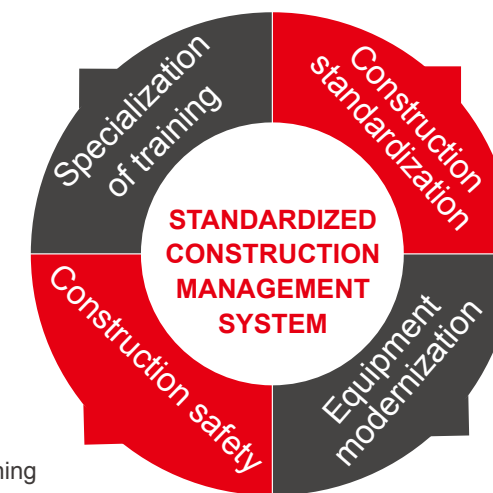 Specialization
of training
Construction
standardization
STANDARDIZED
CONSTRUCTION
MANAGEMENT
SYSTEM
Construction safety
Equipment
modernization